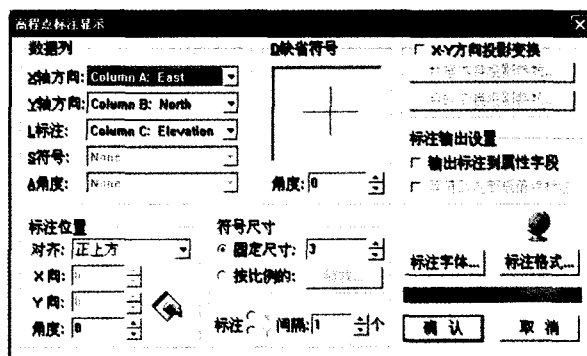 高程点标注显示
数据列
X轴方向: Column A: East
Y轴方向: Column B: North
L标注: Column C: Elevation
S符号: None
A角度: None
D缺省符号
角度: 0
X-Y方向投影变换
标注输出设置
输出标注到属性字段
标注位置
对齐: 正上方
X向: 0
Y向: 0
角度: 0
符号尺寸
固定尺寸: 3
按比例的:
标注 间隔: 1 个
标注字体... 标注格式...
确认 取消